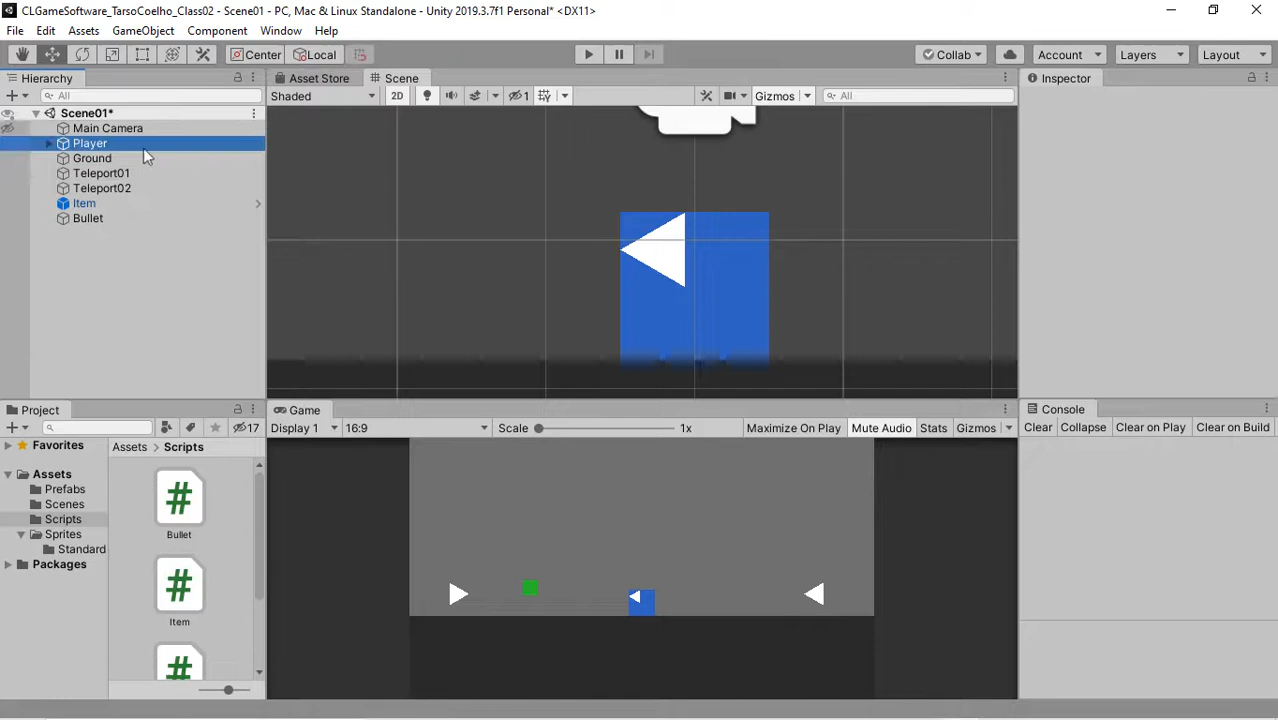 CLGameSoftware_TarsoCoelho_Class02 - Scene01 - PC, Mac & Linux Standalone - Unity 2019.3.7f1 Personal* <DX11>
File Edit Assets GameObject Component Window Help
Center Local Collab Account Layers Layout
Hierarchy
All
Scene01*
Main Camera
Player
Ground
Teleport01
Teleport02
Item
Bullet
Asset Store Scene
Shaded 2D 1 Gizmos All
Inspector
Project
17
Favorites
Assets
Prefabs
Scenes
Scripts
Sprites
Standard
Packages
Assets Scripts
Bullet
Item
Game
Display 1 16:9 Scale 1x Maximize On Play Mute Audio Stats Gizmos
Console
Clear Collapse Clear on Play Clear on Build